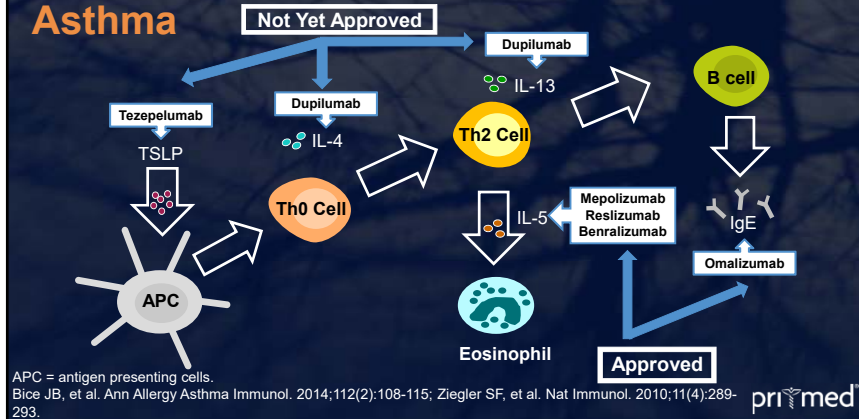 Asthma
Not Yet Approved
Dupilumab
IL-13
B cell
Tezepelumab
TSLP
Dupilumab
IL-4
Th2 Cell
Th0 Cell
IL-5
Mepolizumab
Reslizumab
Benralizumab
IgE
Omalizumab
APC
Eosinophil
Approved
APC = antigen presenting cells.
Bice JB, et al. Ann Allergy Asthma Immunol. 2014;112(2):108-115; Ziegler SF, et al. Nat Immunol. 2010;11(4):289-
293.
pri med